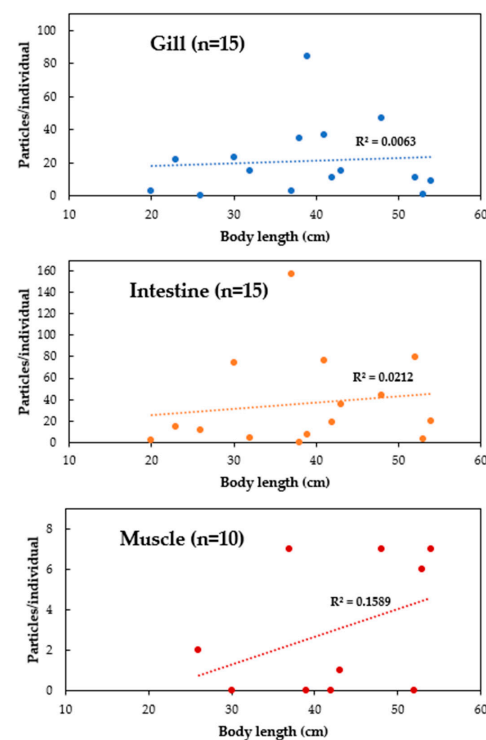 Gill (n=15)
Particles/individual
100
80
60
40
20
0
R² = 0.0063
10 20 30 40 50 60
Body length (cm)
Intestine (n=15)
Particles/individual
160
140
120
100
80
60
40
20
0
R² = 0.0212
10 20 30 40 50 60
Body length (cm)
Muscle (n=10)
Particles/individual
8
6
4
2
0
R² = 0.1589
10 20 30 40 50 60
Body length (cm)